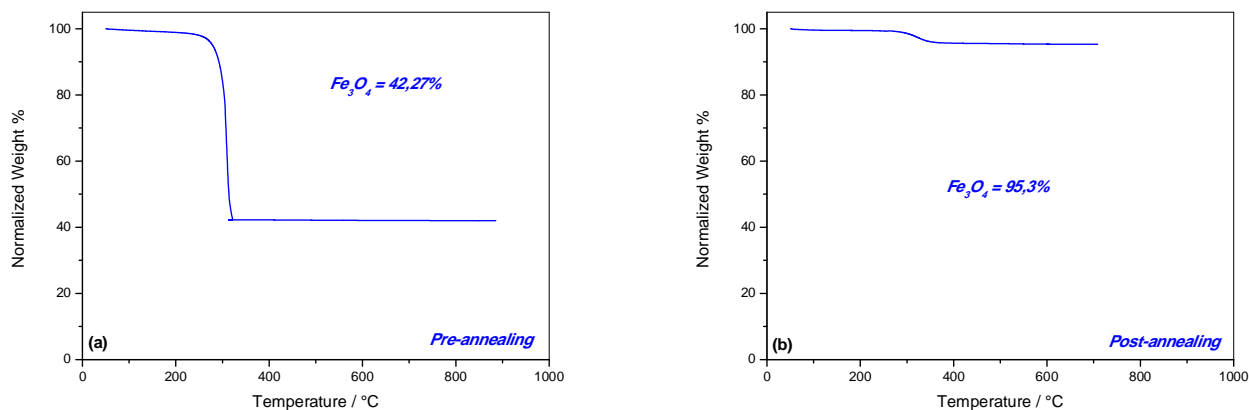 100
80
60
40
20
0
Normalized Weight %
Fe₃O₄ = 42,27%
(a)
Pre-annealing
0 200 400 600 800 1000
Temperature / °C
100
80
60
40
20
0
Normalized Weight %
Fe₃O₄ = 95,3%
(b)
Post-annealing
0 200 400 600 800 1000
Temperature / °C